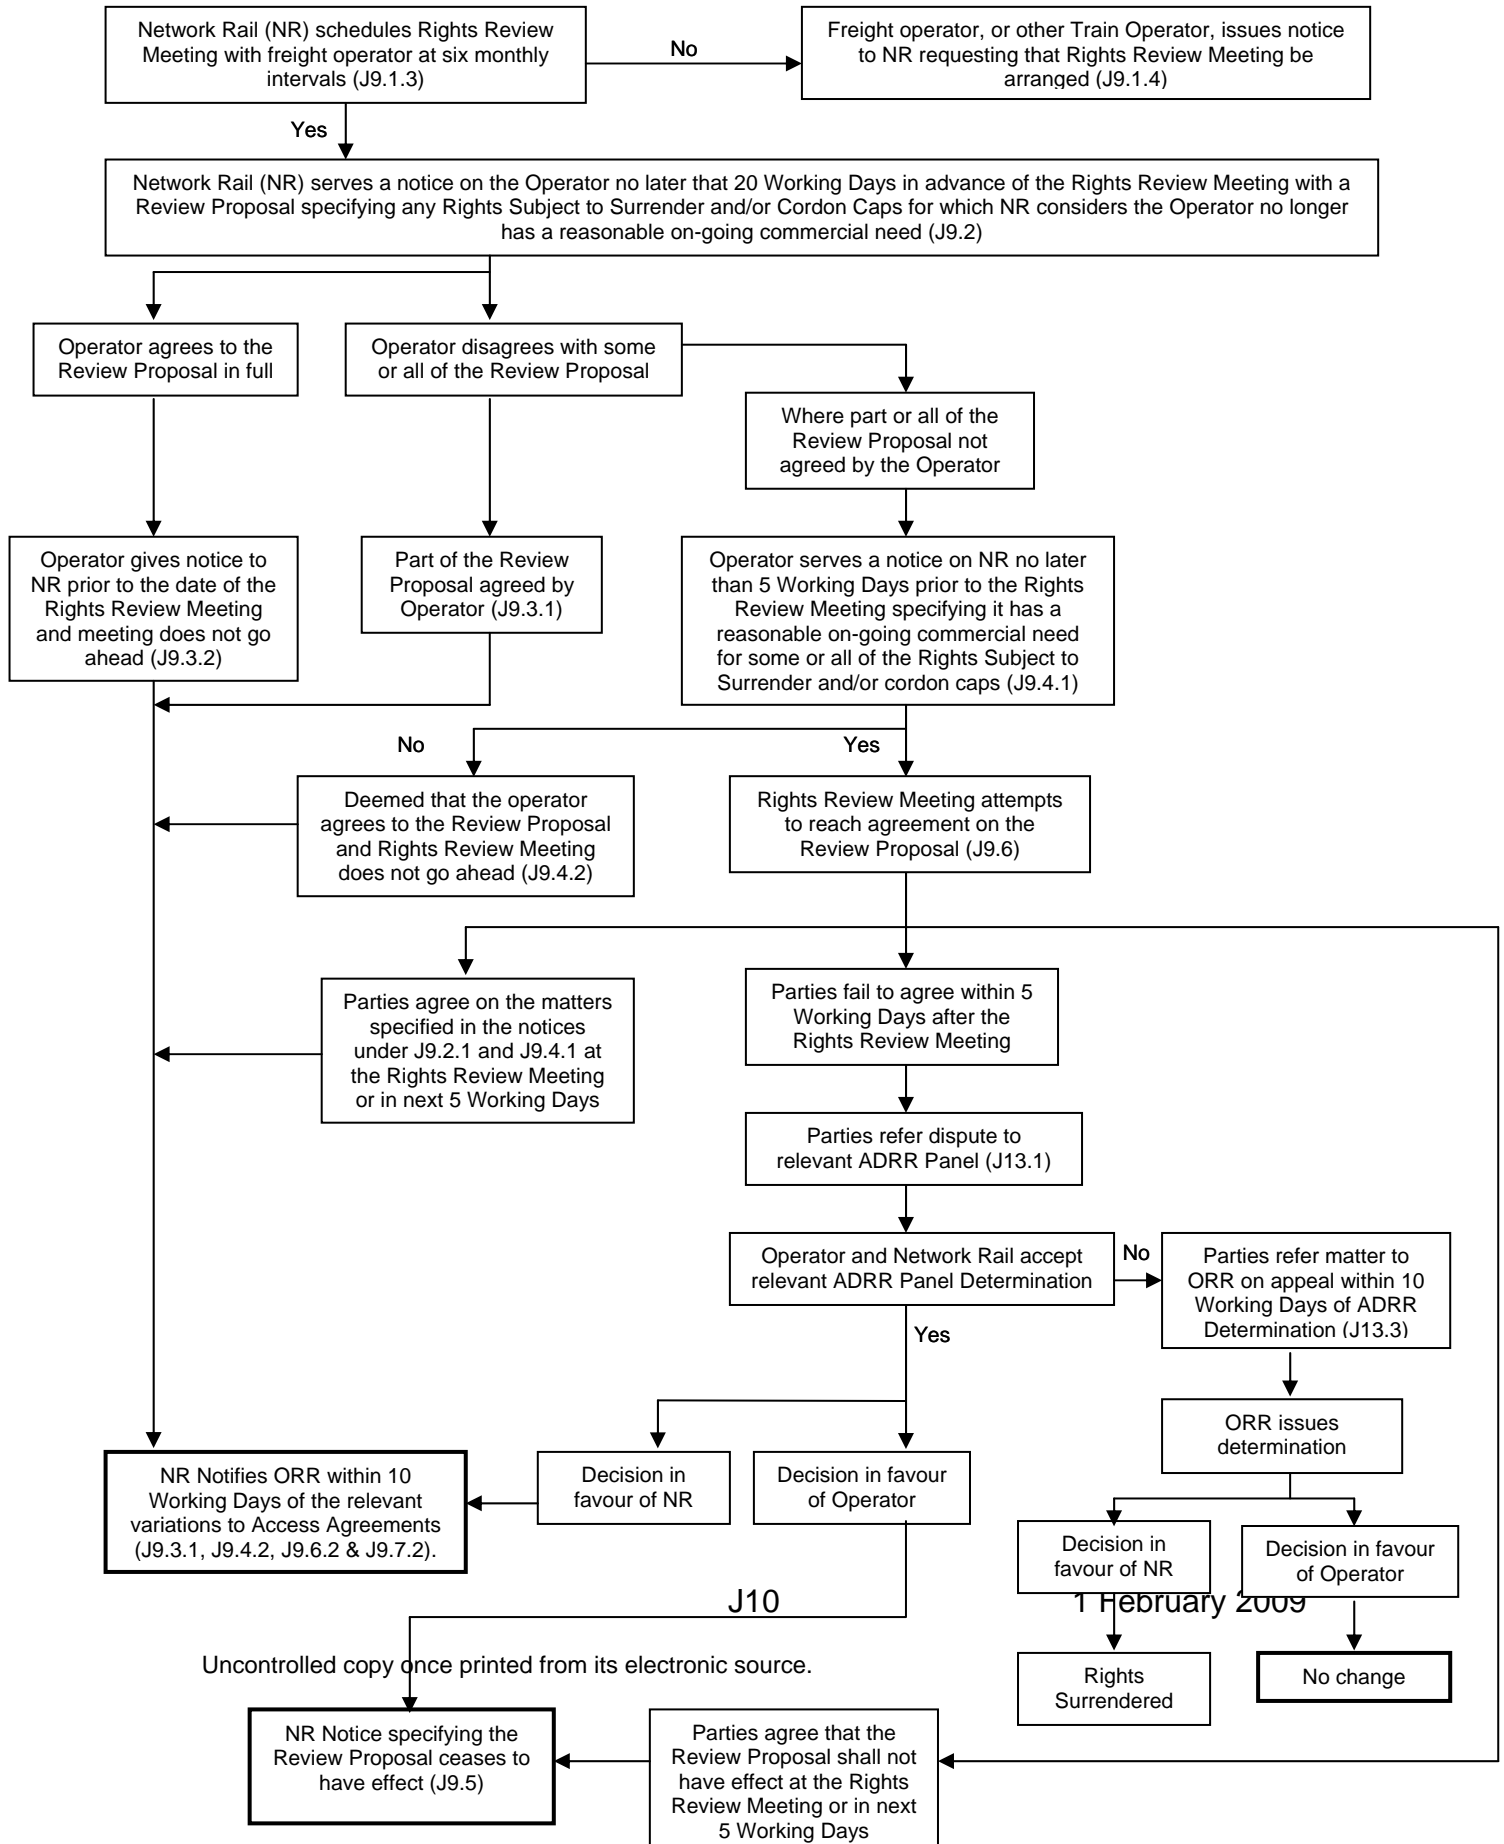 Network Rail (NR) schedules Rights Review
Meeting with freight operator at six monthly
intervals (J9.1.3)
No
Freight operator, or other Train Operator, issues notice
to NR requesting that Rights Review Meeting be
arranged (J9.1.4)
Yes
Network Rail (NR) serves a notice on the Operator no later that 20 Working Days in advance of the Rights Review Meeting with a
Review Proposal specifying any Rights Subject to Surrender and/or Cordon Caps for which NR considers the Operator no longer
has a reasonable on-going commercial need (J9.2)
Operator agrees to the
Review Proposal in full
Operator disagrees with some
or all of the Review Proposal
Where part or all of the
Review Proposal not
agreed by the Operator
Operator gives notice to
NR prior to the date of the
Rights Review Meeting
and meeting does not go
ahead (J9.3.2)
Part of the Review
Proposal agreed by
Operator (J9.3.1)
Operator serves a notice on NR no later
than 5 Working Days prior to the Rights
Review Meeting specifying it has a
reasonable on-going commercial need
for some or all of the Rights Subject to
Surrender and/or cordon caps (J9.4.1)
No
Yes
Deemed that the operator
agrees to the Review Proposal
and Rights Review Meeting
does not go ahead (J9.4.2)
Rights Review Meeting attempts
to reach agreement on the
Review Proposal (J9.6)
Parties agree on the matters
specified in the notices
under J9.2.1 and J9.4.1 at
the Rights Review Meeting
or in next 5 Working Days
Parties fail to agree within 5
Working Days after the
Rights Review Meeting
Parties refer dispute to
relevant ADRR Panel (J13.1)
Operator and Network Rail accept
relevant ADRR Panel Determination
No
Parties refer matter to
ORR on appeal within 10
Working Days of ADRR
Determination (J13.3)
Yes
ORR issues
determination
NR Notifies ORR within 10
Working Days of the relevant
variations to Access Agreements
(J9.3.1, J9.4.2, J9.6.2 & J9.7.2).
Decision in
favour of NR
Decision in favour
of Operator
Decision in
favour of NR
Decision in favour
of Operator
J10
1 February 2009
Uncontrolled copy once printed from its electronic source.
Rights
Surrendered
No change
NR Notice specifying the
Review Proposal ceases to
have effect (J9.5)
Parties agree that the
Review Proposal shall not
have effect at the Rights
Review Meeting or in next
5 Working Days